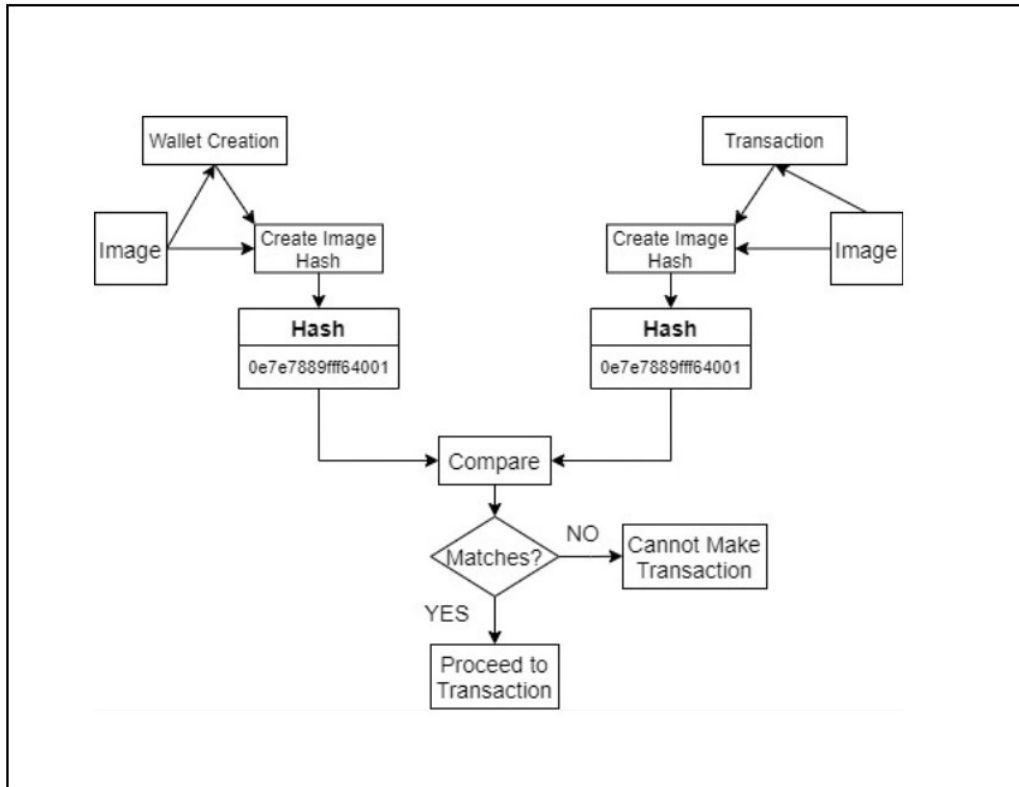 Wallet Creation
Transaction
Image
Create Image
Hash
Create Image
Hash
Image
Hash
0e7e7889fff64001
Hash
0e7e7889fff64001
Compare
Matches?
NO
Cannot Make
Transaction
YES
Proceed to
Transaction